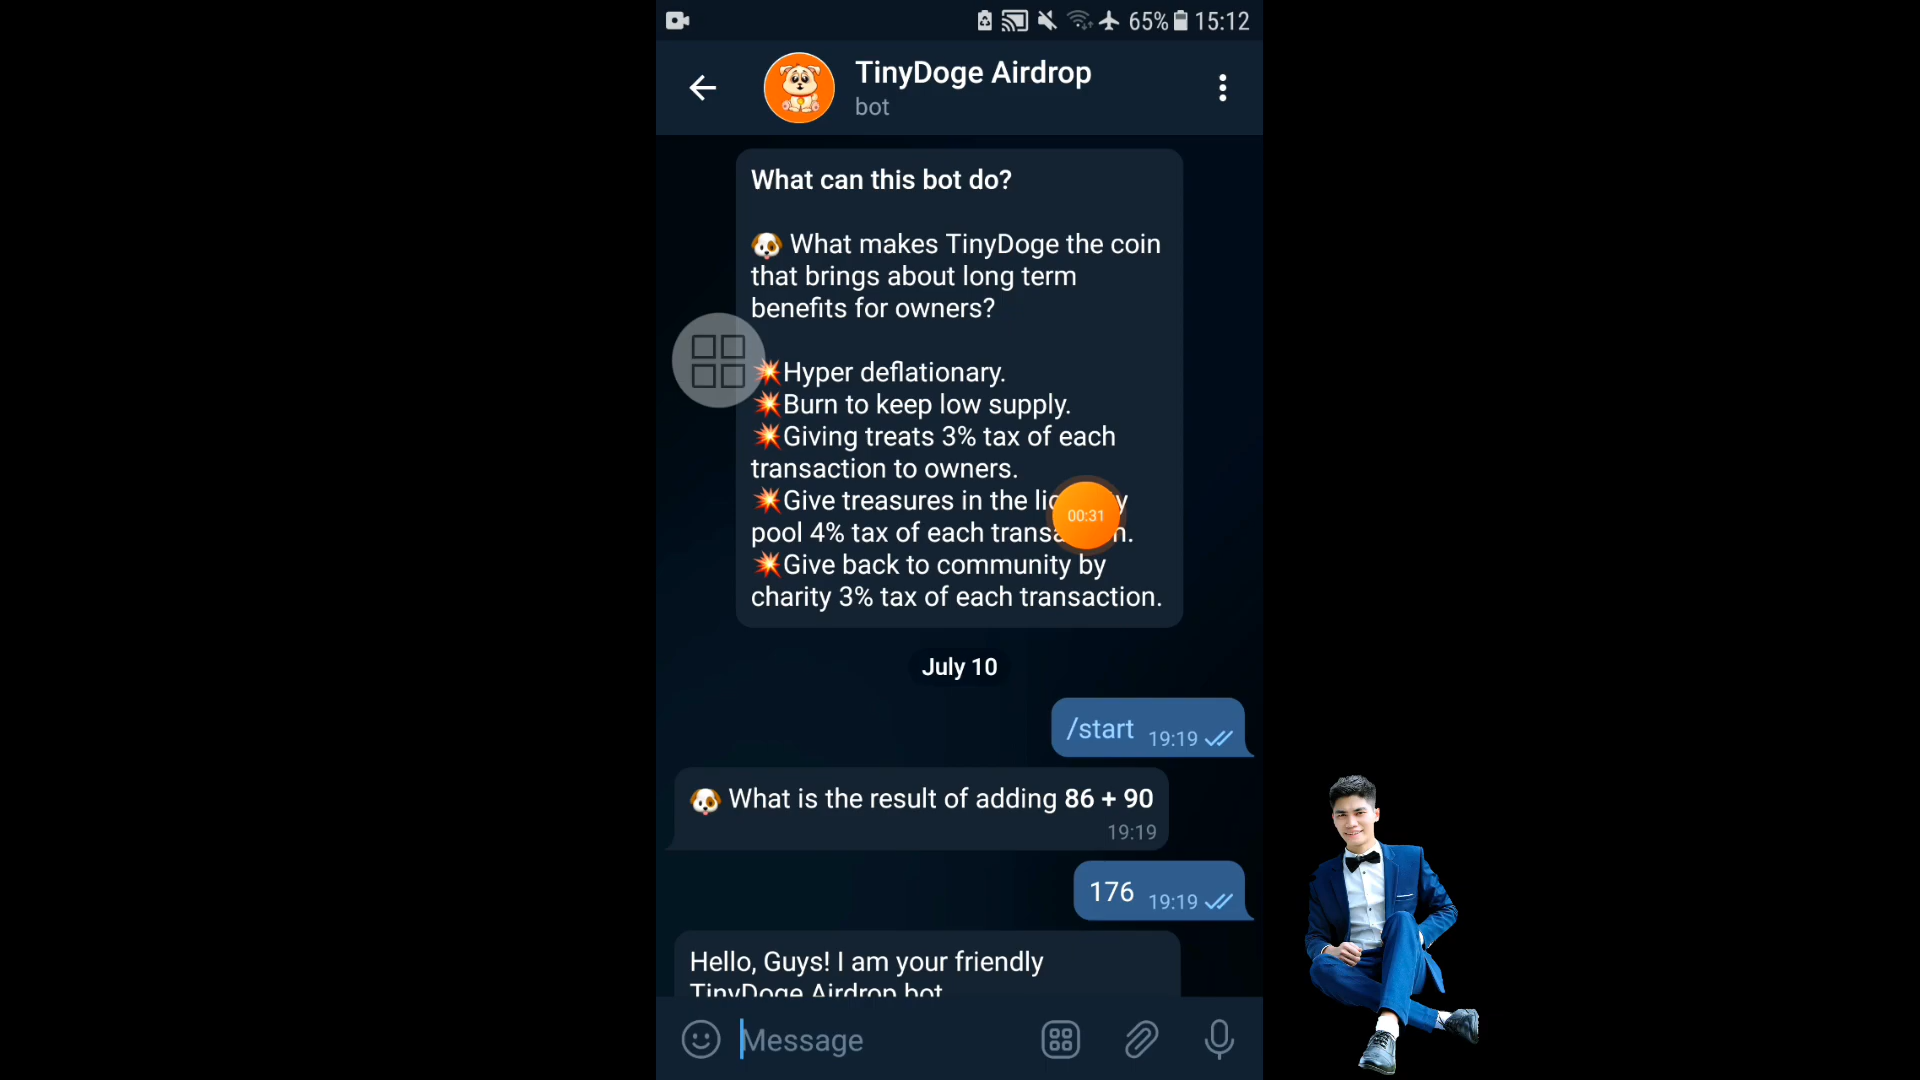 65% 15:12
TinyDoge Airdrop
bot
What can this bot do?
What makes TinyDoge the coin
that brings about long term
benefits for owners?
Hyper deflationary.
Burn to keep low supply.
Giving treats 3% tax of each
transaction to owners.
Give treasures in the
pool 4% tax of each
00:31
Give back to community by
charity 3% tax of each transaction.
July 10
/start 19:19
What is the result of adding 86 + 90
19:19
176 19:19
Hello, Guys! I am your friendly
TinyDoge Airdrop bot
Message